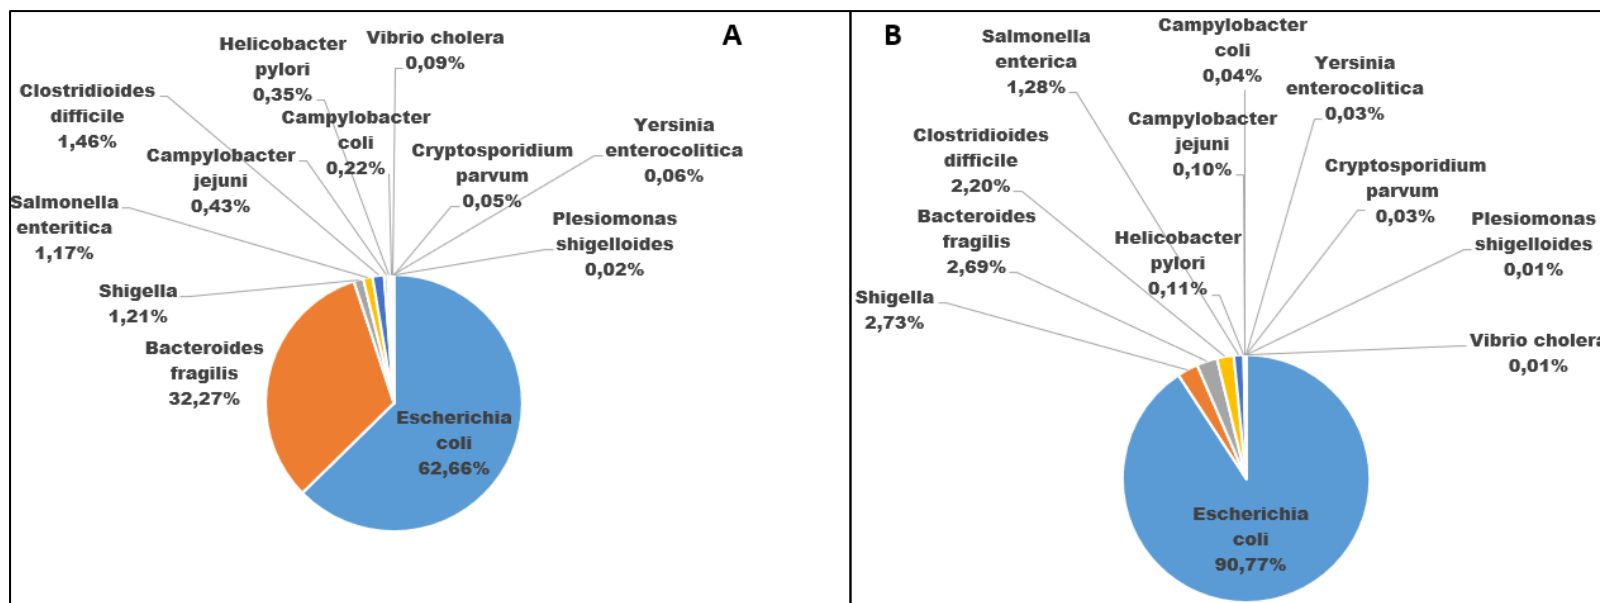 A
Vibrio cholera
0,09%
Helicobacter
pylori
0,35%
Clostridioides
difficile
1,46%
Campylobacter
coli
0,22%
Campylobacter
jejuni
0,43%
Cryptosporidium
parvum
0,05%
Yersinia
enterocolitica
0,06%
Salmonella
enteritica
1,17%
Plesiomonas
shigelloides
0,02%
Shigella
1,21%
Bacteroides
fragilis
32,27%
Escherichia
coli
62,66%
B
Campylobacter
coli
0,04%
Salmonella
enterica
1,28%
Yersinia
enterocolitica
0,03%
Clostridioides
difficile
2,20%
Campylobacter
jejuni
0,10%
Cryptosporidium
parvum
0,03%
Bacteroides
fragilis
2,69%
Helicobacter
pylori
0,11%
Plesiomonas
shigelloides
0,01%
Shigella
2,73%
Vibrio cholera
0,01%
Escherichia
coli
90,77%